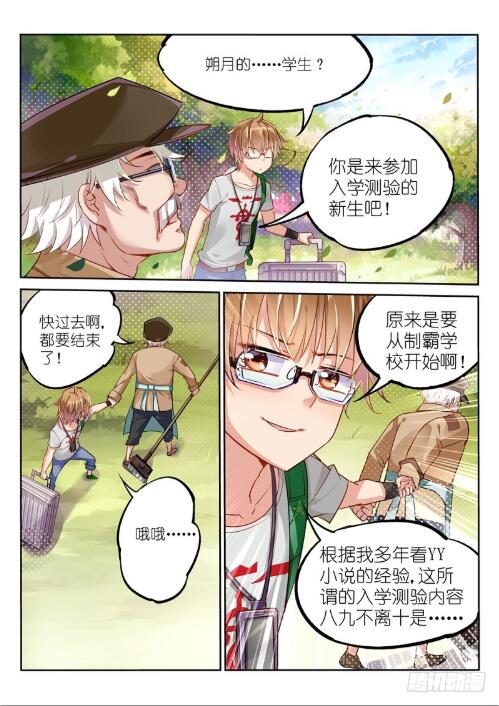 朔月的……学生？
你是来参加
入学测验的
新生吧！
快过去啊，
都要结束
了！
哦哦……
原来是要
从制霸学
校开始啊！
根据我多年看YY
小说的经验，这所
谓的入学测验内容
八九不离十是……
腾讯动漫